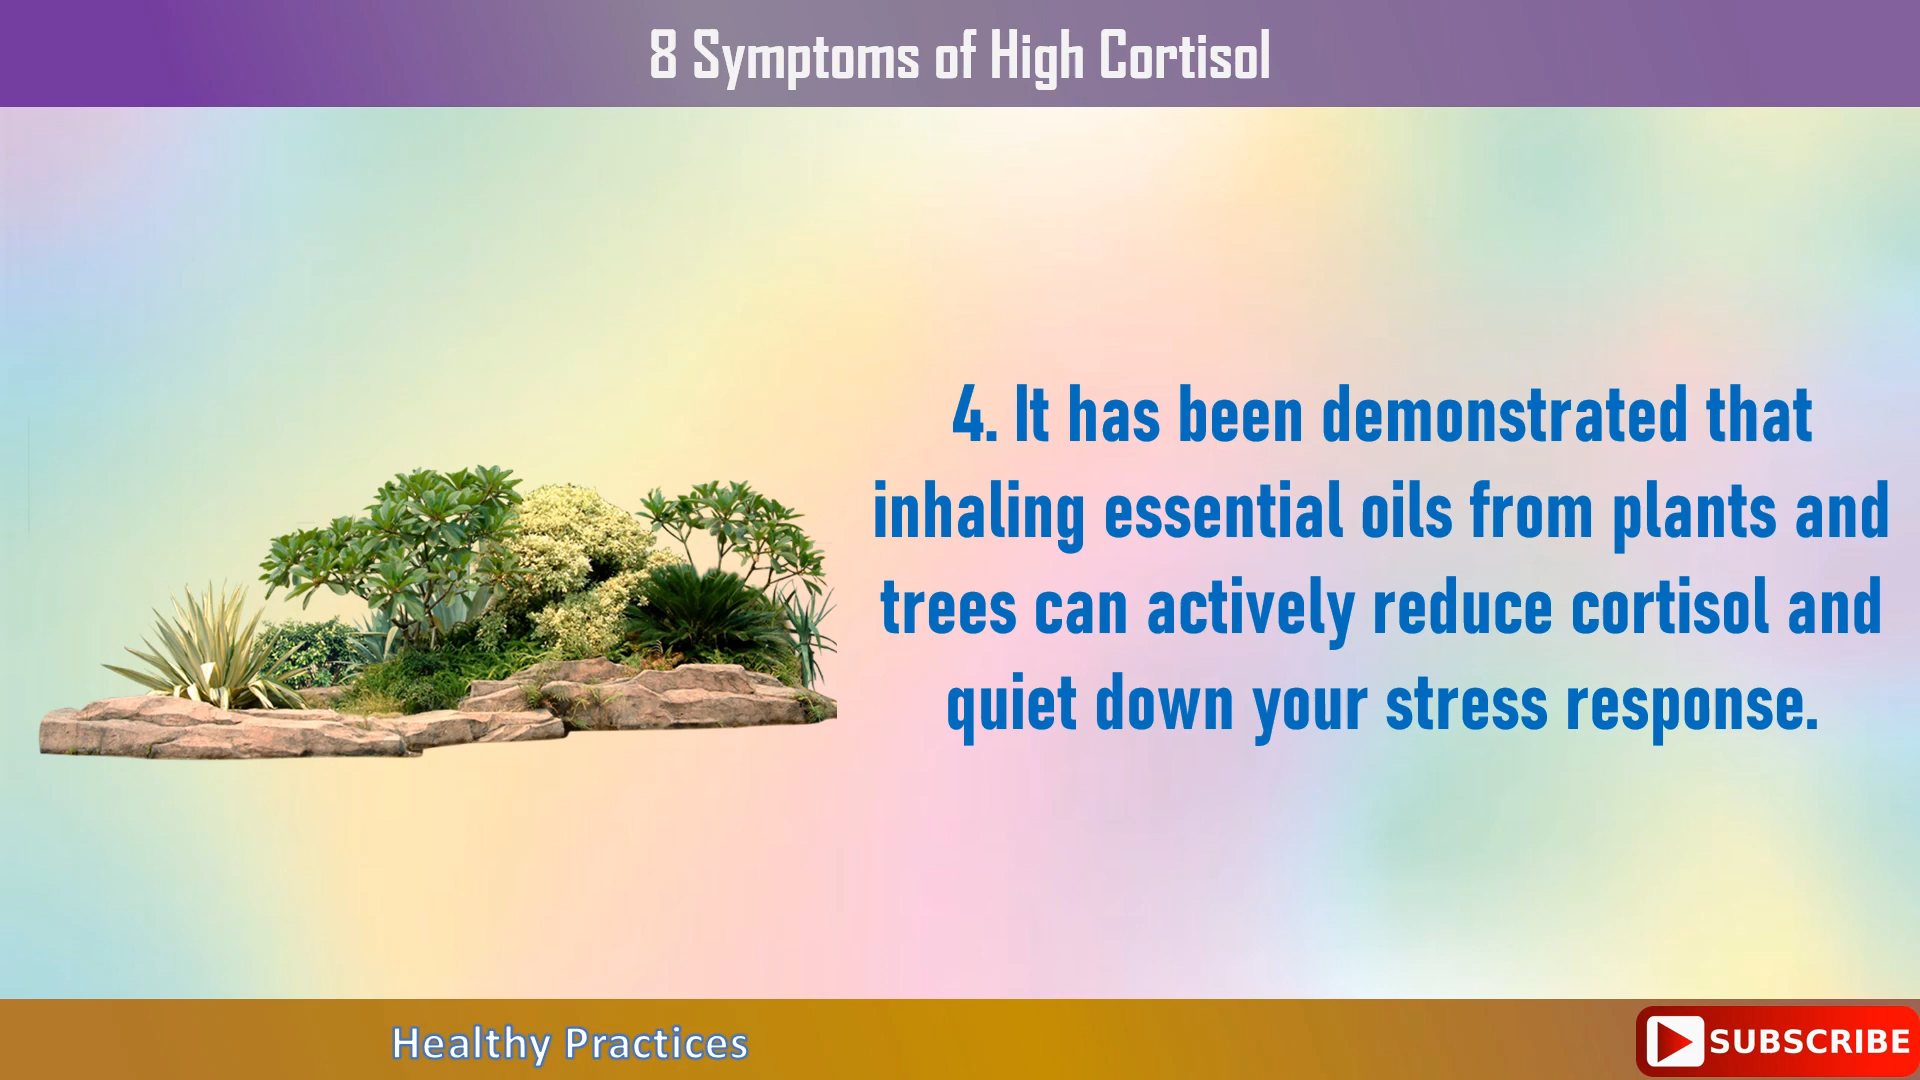 8 Symptoms of High Cortisol
4. It has been demonstrated that
inhaling essential oils from plants and
trees can actively reduce cortisol and
quiet down your stress response.
Healthy Practices
SUBSCRIBE